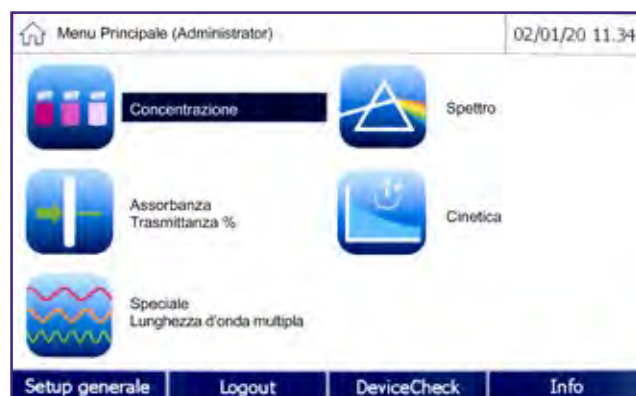 Menu Principale (Administrator)
02/01/20 11.34
Concentrazione
Spettro
Assorbanza
Trasmittanza %
Cinetica
Speciale
Lunghezza d'onda multipla
Setup generale
Logout
DeviceCheck
Info